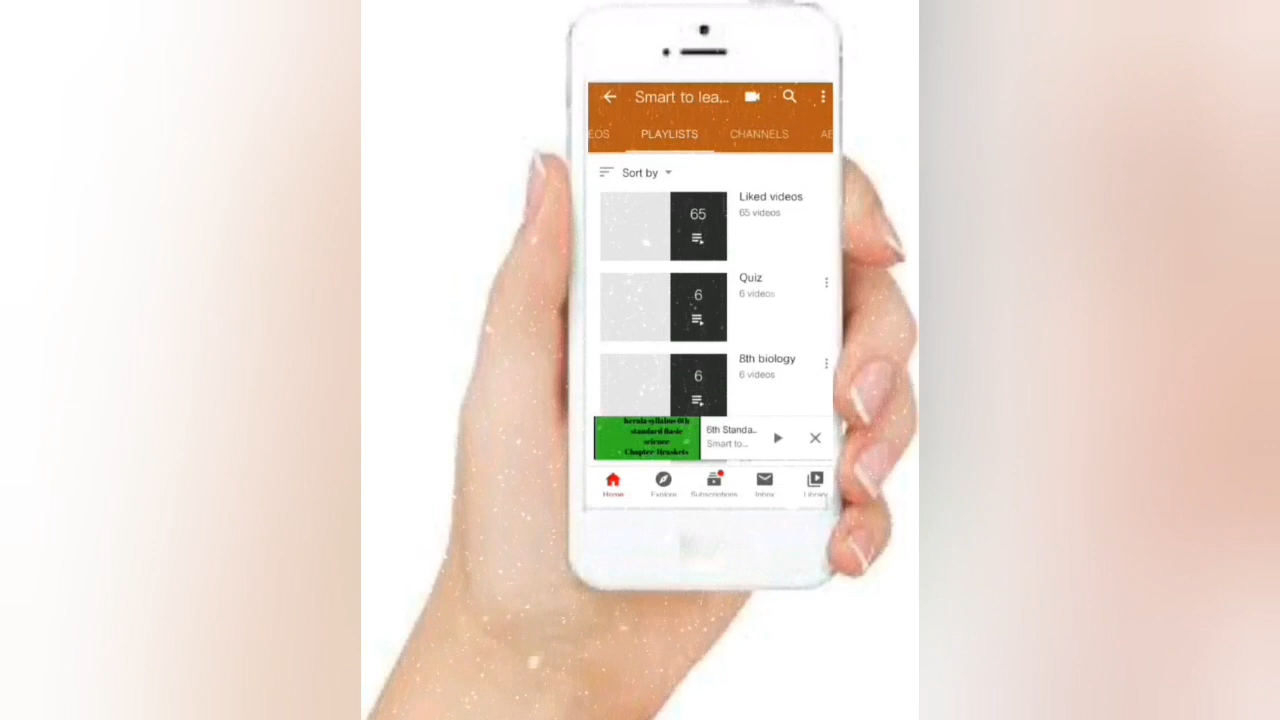 Smart to lea...
EOS PLAYLISTS CHANNELS AE
Sort by
65
Liked videos
65 videos
6
Quiz
6 videos
6
8th biology
6 videos
Kerala syllabus 6th
standard Basic
science
6th Standa..
Smart to...
Home Explore Subscriptions Inbox Library